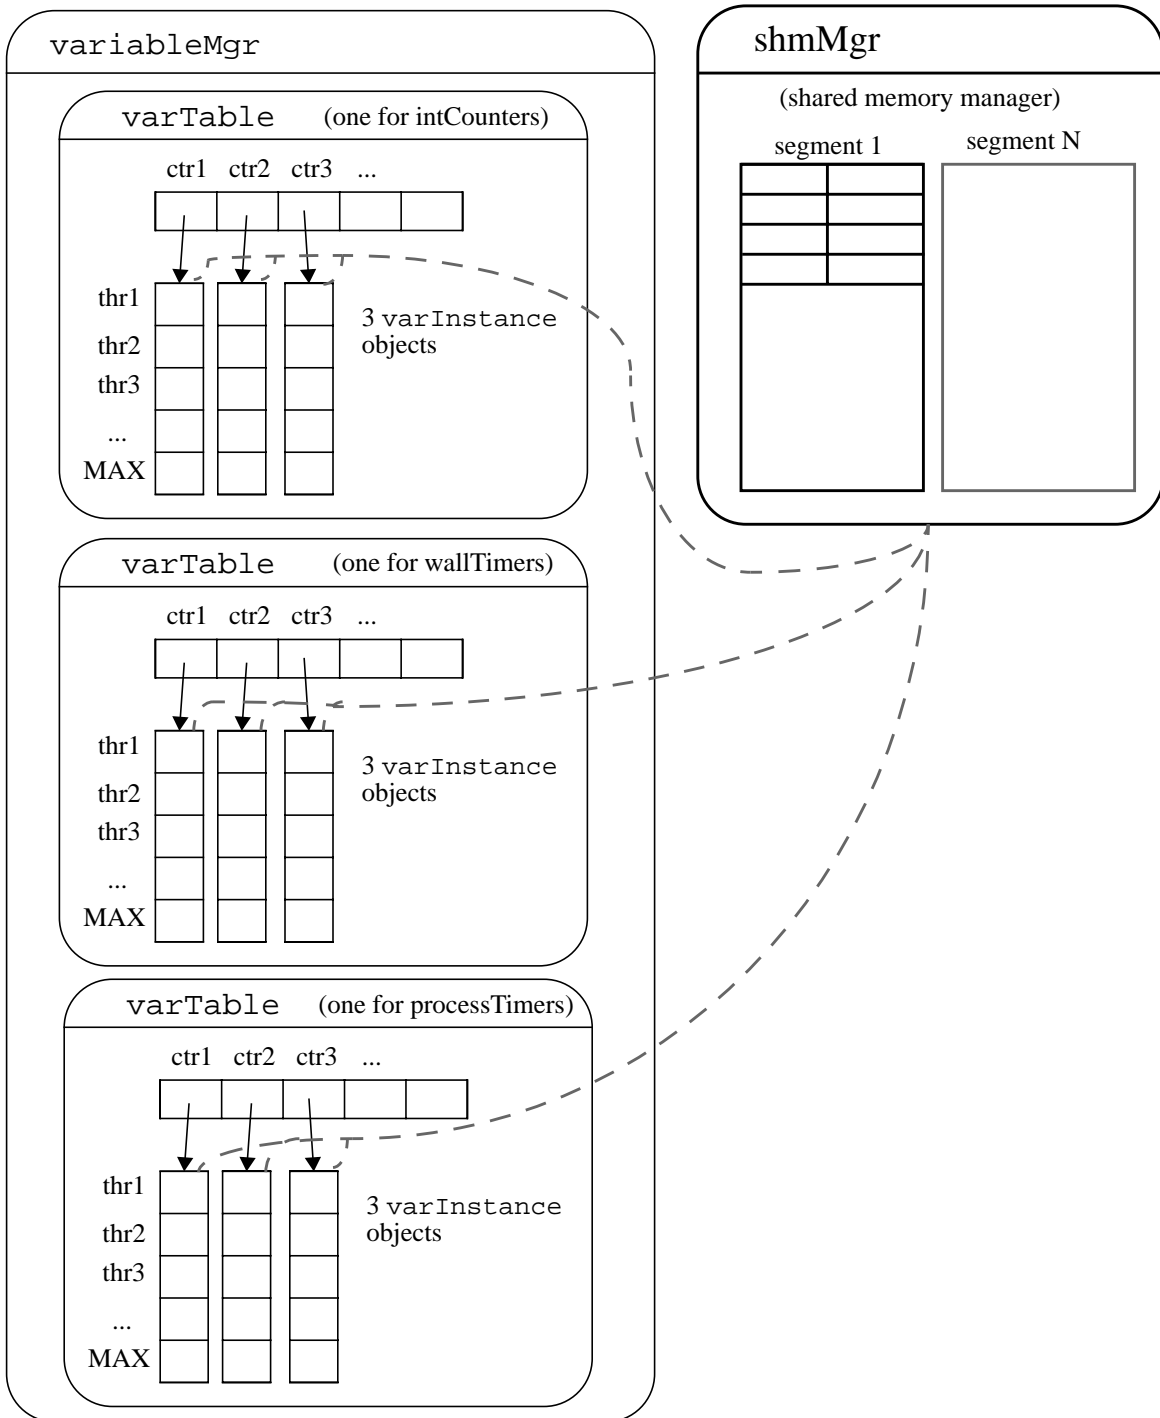 variableMgr
varTable (one for intCounters)
ctr1 ctr2 ctr3 ...
thr1
thr2
thr3
...
MAX
3 varInstance
objects
varTable (one for wallTimers)
ctr1 ctr2 ctr3 ...
thr1
thr2
thr3
...
MAX
3 varInstance
objects
varTable (one for processTimers)
ctr1 ctr2 ctr3 ...
thr1
thr2
thr3
...
MAX
3 varInstance
objects
shmMgr
(shared memory manager)
segment 1 segment N